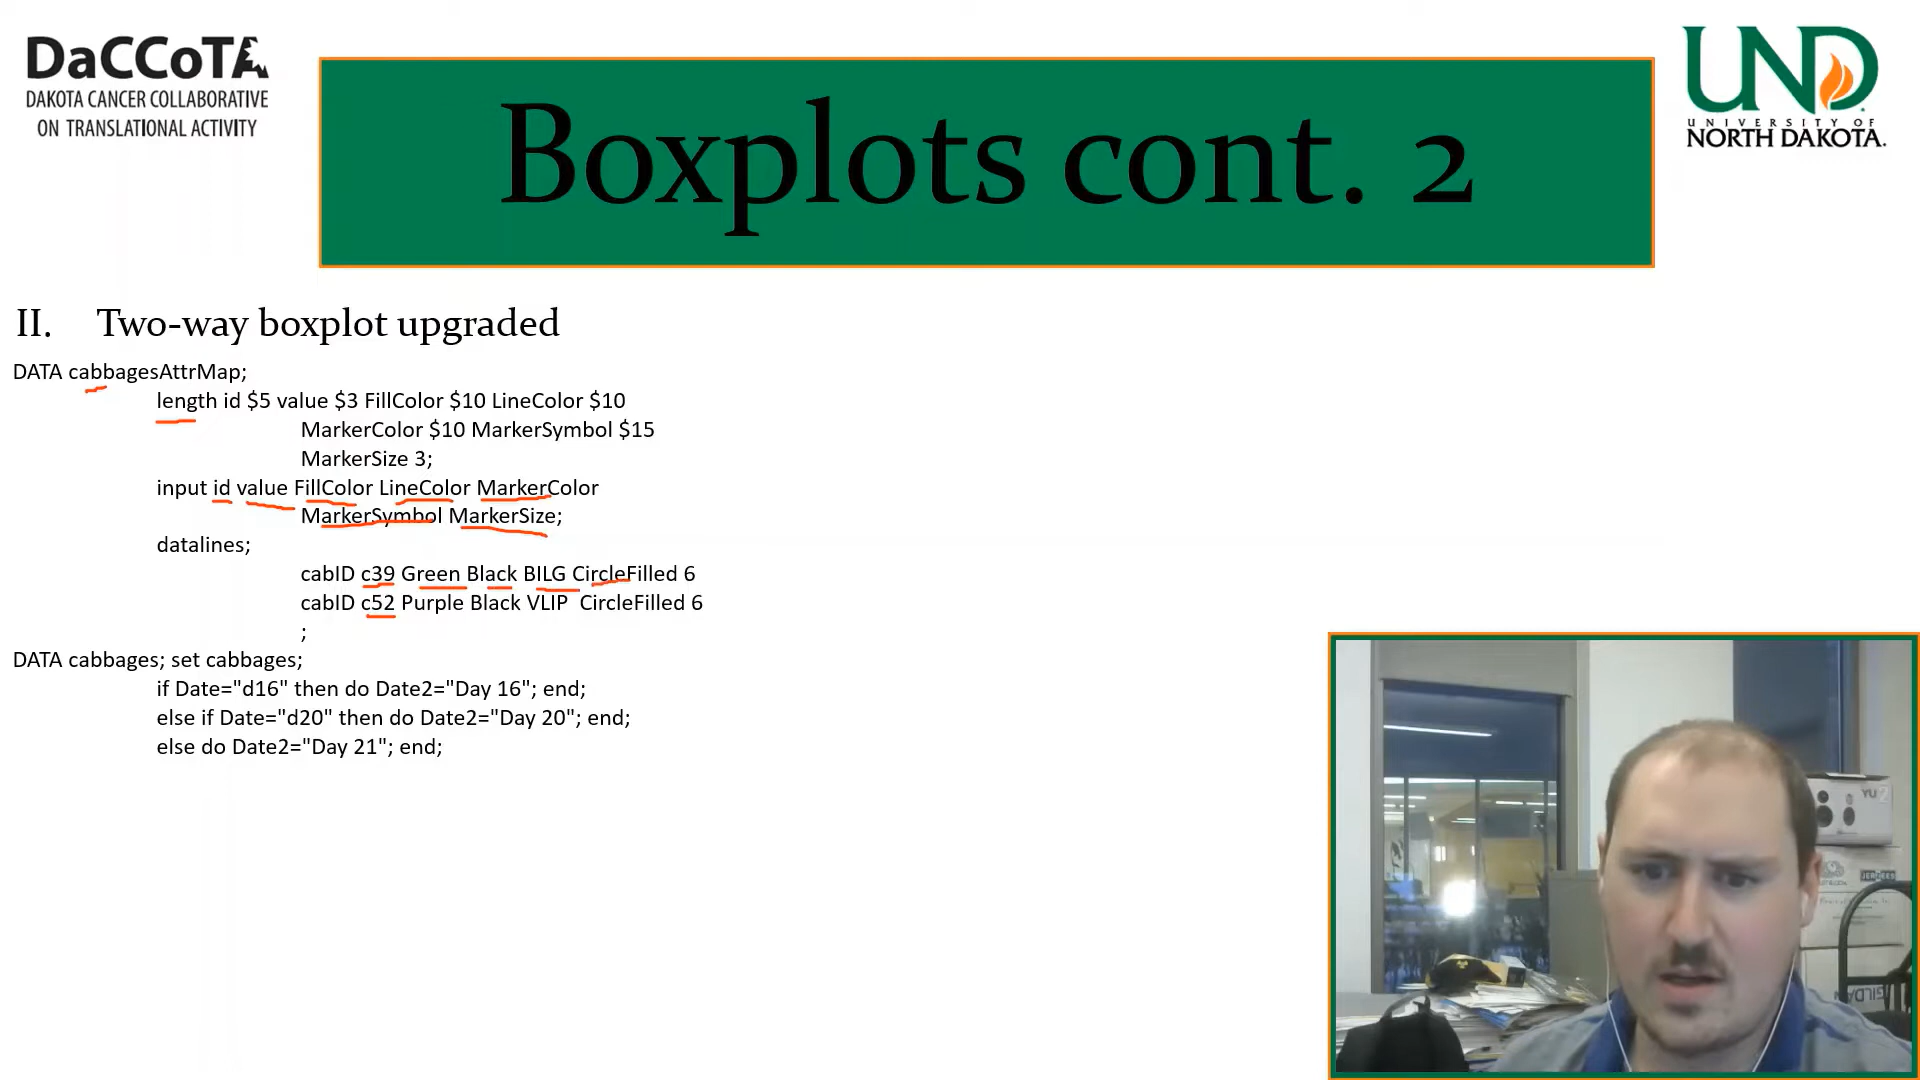 DaCCoTA
DAKOTA CANCER COLLABORATIVE
ON TRANSLATIONAL ACTIVITY
Boxplots cont. 2
UND
UNIVERSITY OF
NORTH DAKOTA.
II. Two-way boxplot upgraded
DATA cabbagesAttrMap;
length id $5 value $3 FillColor $10 LineColor $10
MarkerColor $10 MarkerSymbol $15
MarkerSize 3;
input id value FillColor LineColor MarkerColor
MarkerSymbol MarkerSize;
datalines;
cabID c39 Green Black BILG CircleFilled 6
cabID c52 Purple Black VLIP CircleFilled 6
;
DATA cabbages; set cabbages;
if Date="d16" then do Date2="Day 16"; end;
else if Date="d20" then do Date2="Day 20"; end;
else do Date2="Day 21"; end;
YU2